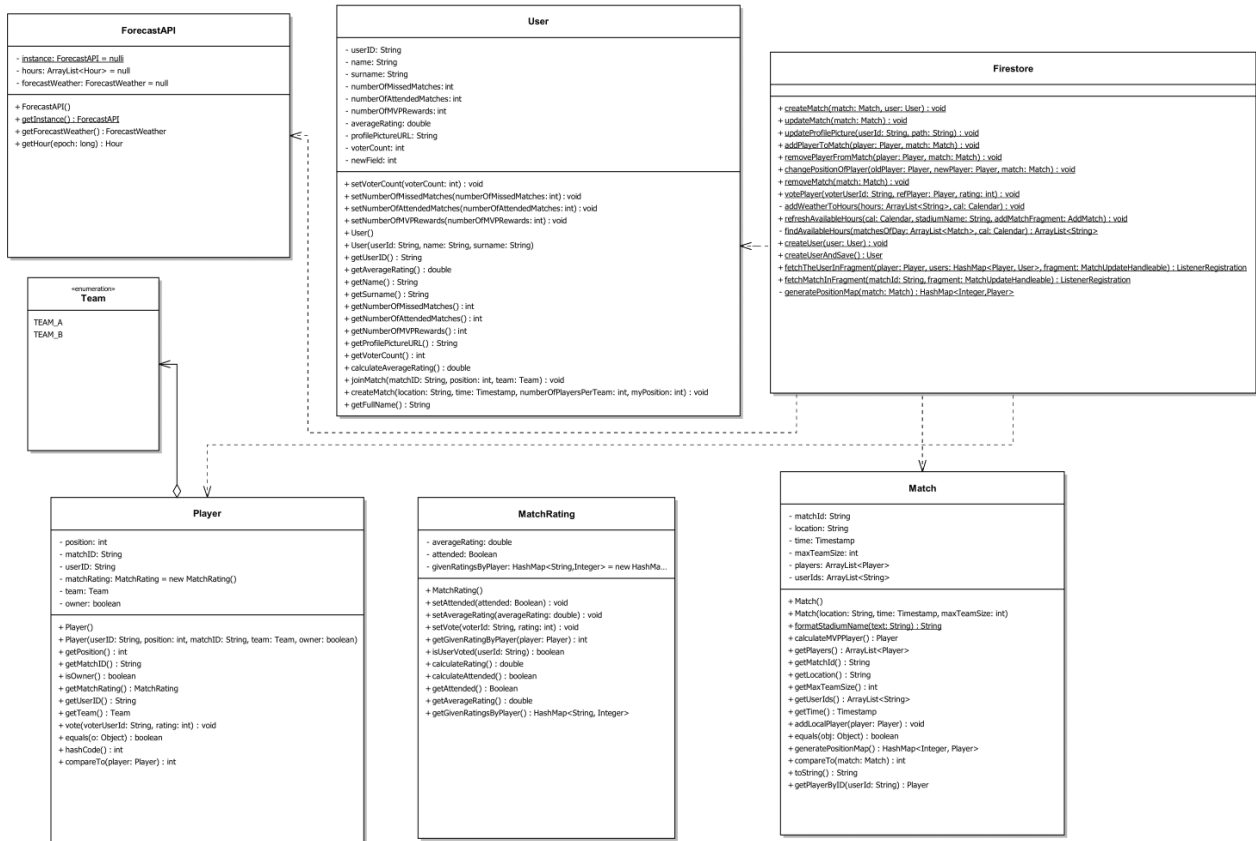 ForecastAPI
- instance: ForecastAPI = nulli
- hours: ArrayList<Hour> = null
- forecastWeather: ForecastWeather = null
+ ForecastAPI()
+ getInstance() : ForecastAPI
+ getForecastWeather() : ForecastWeather
+ getHour(epoch: long) : Hour
User
- userID: String
- name: String
- surname: String
- numberOfMissedMatches: int
- numberOfAttendedMatches: int
- numberOfMVPRewards: int
- averageRating: double
- profilePictureURL: String
- voterCount: int
- newField: int
+ setVoterCount(voterCount: int) : void
+ setNumberOfMissedMatches(numberOfMissedMatches: int) : void
+ setNumberOfAttendedMatches(numberOfAttendedMatches: int) : void
+ setNumberOfMVPRewards(numberOfMVPRewards: int) : void
+ User()
+ User(userId: String, name: String, surname: String)
+ getUserID() : String
+ getAverageRating() : double
+ getName() : String
+ getSurname() : String
+ getNumberOfMissedMatches() : int
+ getNumberOfAttendedMatches() : int
+ getNumberOfMVPRewards() : int
+ getProfilePictureURL() : String
+ getVoterCount() : int
+ calculateAverageRating() : double
+ joinMatch(matchID: String, position: int, team: Team) : void
+ createMatch(location: String, time: Timestamp, numberOfPlayersPerTeam: int, myPosition: int) : void
+ getFullName() : String
Firestore
+ createMatch(match: Match, user: User) : void
+ updateMatch(match: Match) : void
+ updateProfilePicture(userId: String, path: String) : void
+ addPlayerToMatch(player: Player, match: Match) : void
+ removePlayerFromMatch(player: Player, match: Match) : void
+ changePositionOfPlayer(oldPlayer: Player, newPlayer: Player, match: Match) : void
+ removeMatch(match: Match) : void
+ votePlayer(voterUserId: String, refPlayer: Player, rating: int) : void
- addWeatherToHours(hours: ArrayList<String>, cal: Calendar) : void
+ refreshAvailableHours(cal: Calendar, stadiumName: String, addMatchFragment: AddMatch) : void
- findAvailableHours(matchesOfDay: ArrayList<Match>, cal: Calendar) : ArrayList<String>
+ createUser(user: User) : void
+ createUserAndSave() : User
+ fetchTheUserInFragment(player: Player, users: HashMap<Player, User>, fragment: MatchUpdateHandleable) : ListenerRegistration
+ fetchMatchInFragment(matchId: String, fragment: MatchUpdateHandleable) : ListenerRegistration
- generatePositionMap(match: Match) : HashMap<Integer,Player>
«enumeration»
Team
TEAM_A
TEAM_B
Player
- position: int
- matchID: String
- userID: String
- matchRating: MatchRating = new MatchRating()
- team: Team
- owner: boolean
+ Player()
+ Player(userID: String, position: int, matchID: String, team: Team, owner: boolean)
+ getPosition() : int
+ getMatchID() : String
+ isOwner() : boolean
+ getMatchRating() : MatchRating
+ getUserID() : String
+ getTeam() : Team
+ vote(voterUserId: String, rating: int) : void
+ equals(o: Object) : boolean
+ hashCode() : int
+ compareTo(player: Player) : int
MatchRating
- averageRating: double
- attended: Boolean
- givenRatingsByPlayer: HashMap<String,Integer> = new HashMa...
+ MatchRating()
+ setAttended(attended: Boolean) : void
+ setAverageRating(averageRating: double) : void
+ setVote(voterId: String, rating: int) : void
+ getGivenRatingByPlayer(player: Player) : int
+ isUserVoted(userId: String) : boolean
+ calculateRating() : double
+ calculateAttended() : boolean
+ getAttended() : Boolean
+ getAverageRating() : double
+ getGivenRatingsByPlayer() : HashMap<String, Integer>
Match
- matchId: String
- location: String
- time: Timestamp
- maxTeamSize: int
- players: ArrayList<Player>
- userIds: ArrayList<String>
+ Match()
+ Match(location: String, time: Timestamp, maxTeamSize: int)
+ formatStadiumName(text: String) : String
+ calculateMVPPlayer() : Player
+ getPlayers() : ArrayList<Player>
+ getMatchId() : String
+ getLocation() : String
+ getMaxTeamSize() : int
+ getUserIds() : ArrayList<String>
+ getTime() : Timestamp
+ addLocalPlayer(player: Player) : void
+ equals(obj: Object) : boolean
+ generatePositionMap() : HashMap<Integer, Player>
+ compareTo(match: Match) : int
+ toString() : String
+ getPlayerByID(userId: String) : Player